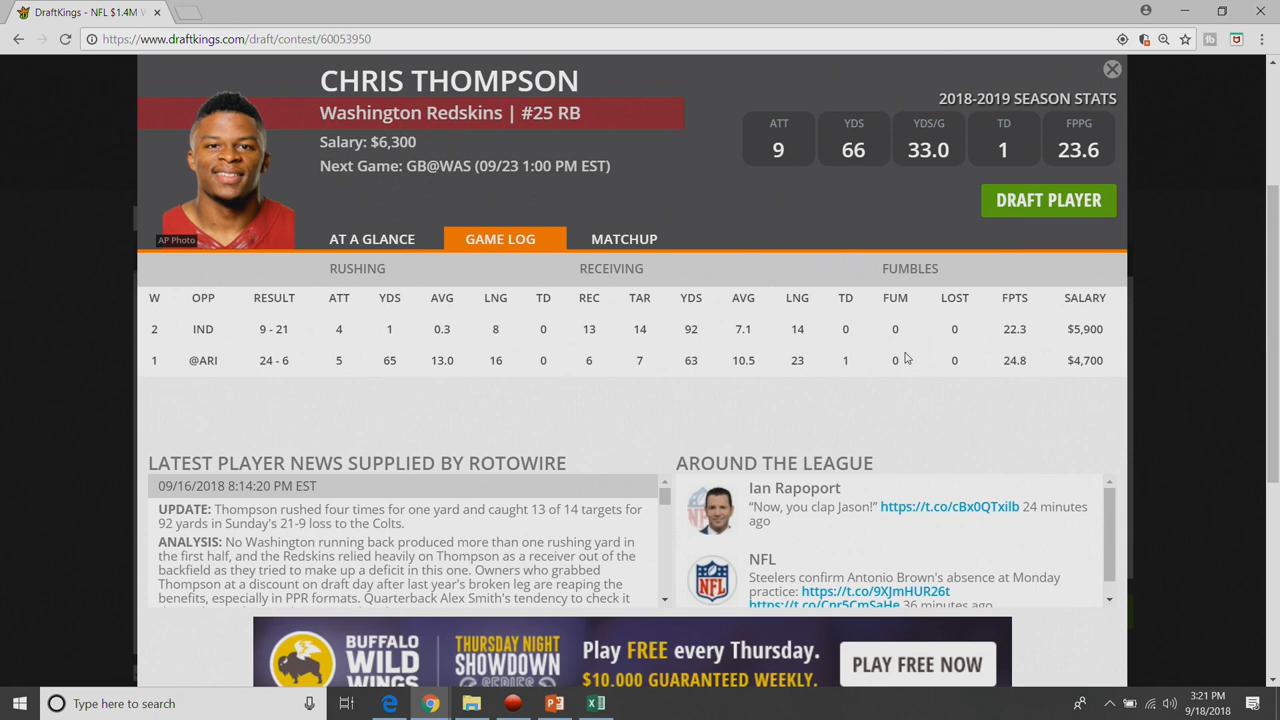 DraftKings - NFL $1.4M
https://www.draftkings.com/draft/contest/60053950
CHRIS THOMPSON
Washington Redskins | #25 RB
Salary: $6,300
Next Game: GB@WAS (09/23 1:00 PM EST)
AP Photo
2018-2019 SEASON STATS
ATT YDS YDS/G TD FPPG
9 66 33.0 1 23.6
DRAFT PLAYER
AT A GLANCE GAME LOG MATCHUP
RUSHING RECEIVING FUMBLES
W OPP RESULT ATT YDS AVG LNG TD REC TAR YDS AVG LNG TD FUM LOST FPTS SALARY
2 IND 9 - 21 4 1 0.3 8 0 13 14 92 7.1 14 0 0 0 22.3 $5,900
1 @ARI 24 - 6 5 65 13.0 16 0 6 7 63 10.5 23 1 0 0 24.8 $4,700
LATEST PLAYER NEWS SUPPLIED BY ROTOWIRE
09/16/2018 8:14:20 PM EST
UPDATE: Thompson rushed four times for one yard and caught 13 of 14 targets for
92 yards in Sunday's 21-9 loss to the Colts.
ANALYSIS: No Washington running back produced more than one rushing yard in
the first half, and the Redskins relied heavily on Thompson as a receiver out of the
backfield as they tried to make up a deficit in this one. Owners who grabbed
Thompson at a discount on draft day after last year's broken leg are reaping the
benefits, especially in PPR formats. Quarterback Alex Smith's tendency to check it
AROUND THE LEAGUE
Ian Rapoport
“Now, you clap Jason!” https://t.co/cBx0QTxilb 24 minutes
ago
NFL
Steelers confirm Antonio Brown's absence at Monday
practice: https://t.co/9XJmHUR26t
https://t.co/Cnr5CmSaHe 36 minutes ago
BUFFALO
WILD
WINGS
THURSDAY NIGHT
SHOWDOWN
SERIES
Play FREE every Thursday.
$10,000 GUARANTEED WEEKLY.
PLAY FREE NOW
Type here to search
3:21 PM
9/18/2018